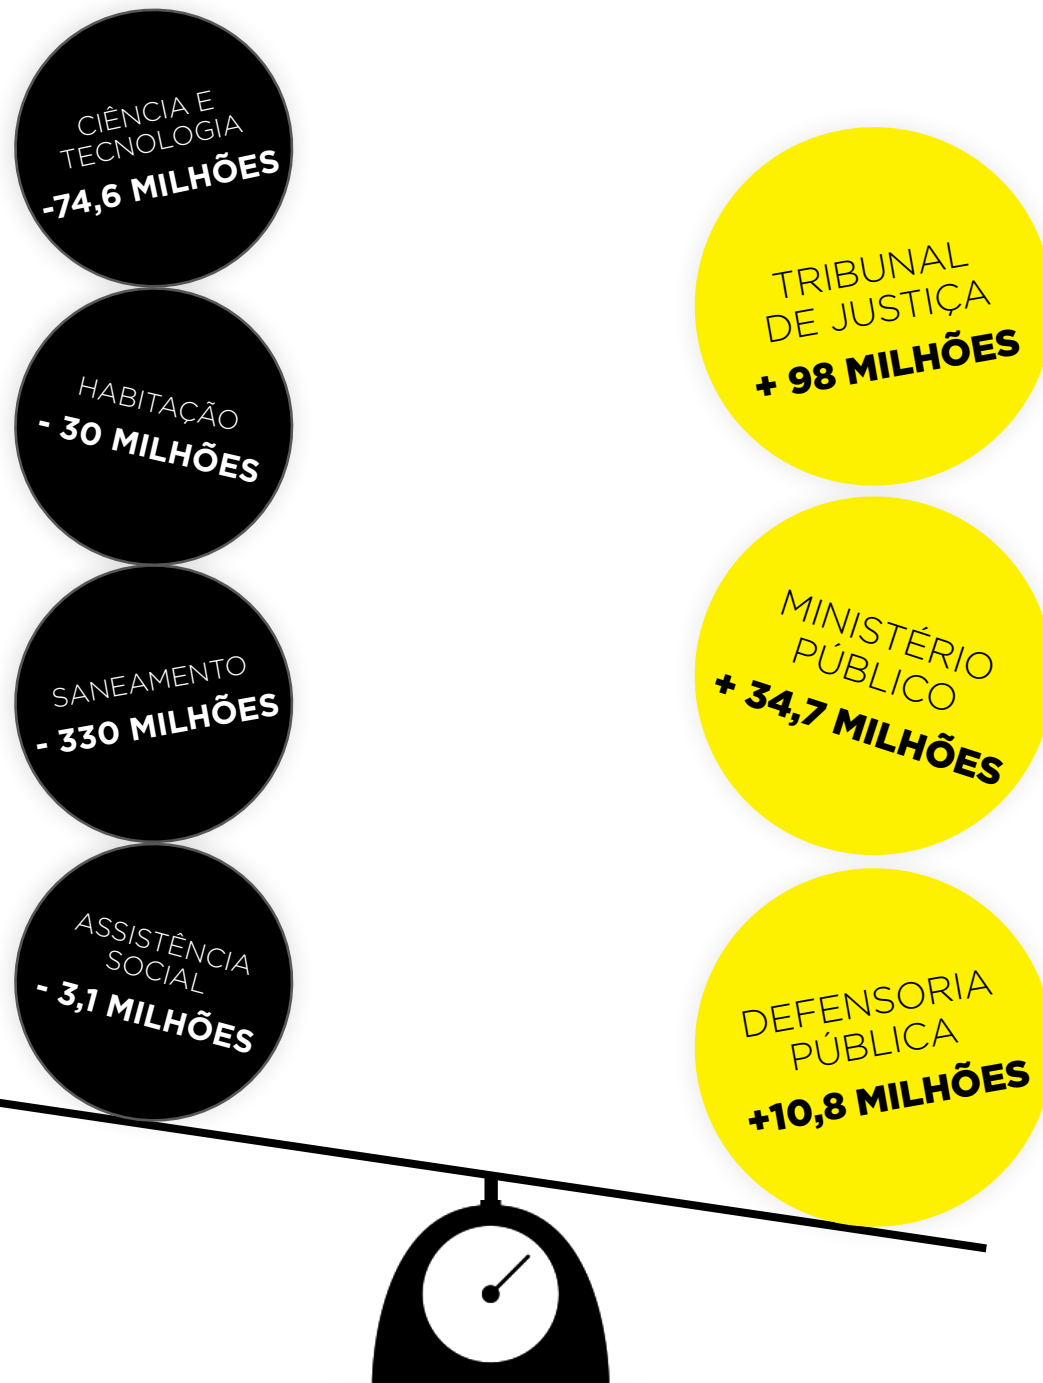 CIÊNCIA E
TECNOLOGIA
-74,6 MILHÕES
HABITAÇÃO
- 30 MILHÕES
SANEAMENTO
- 330 MILHÕES
ASSISTÊNCIA
SOCIAL
- 3,1 MILHÕES
TRIBUNAL
DE JUSTIÇA
+ 98 MILHÕES
MINISTÉRIO
PÚBLICO
+ 34,7 MILHÕES
DEFENSORIA
PÚBLICA
+10,8 MILHÕES